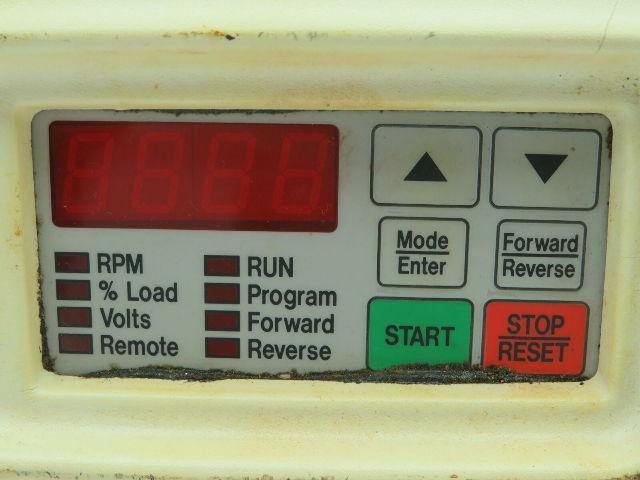 RPM
% Load
Volts
Remote
RUN
Program
Forward
Reverse
Mode
Enter
Forward
Reverse
START
STOP
RESET